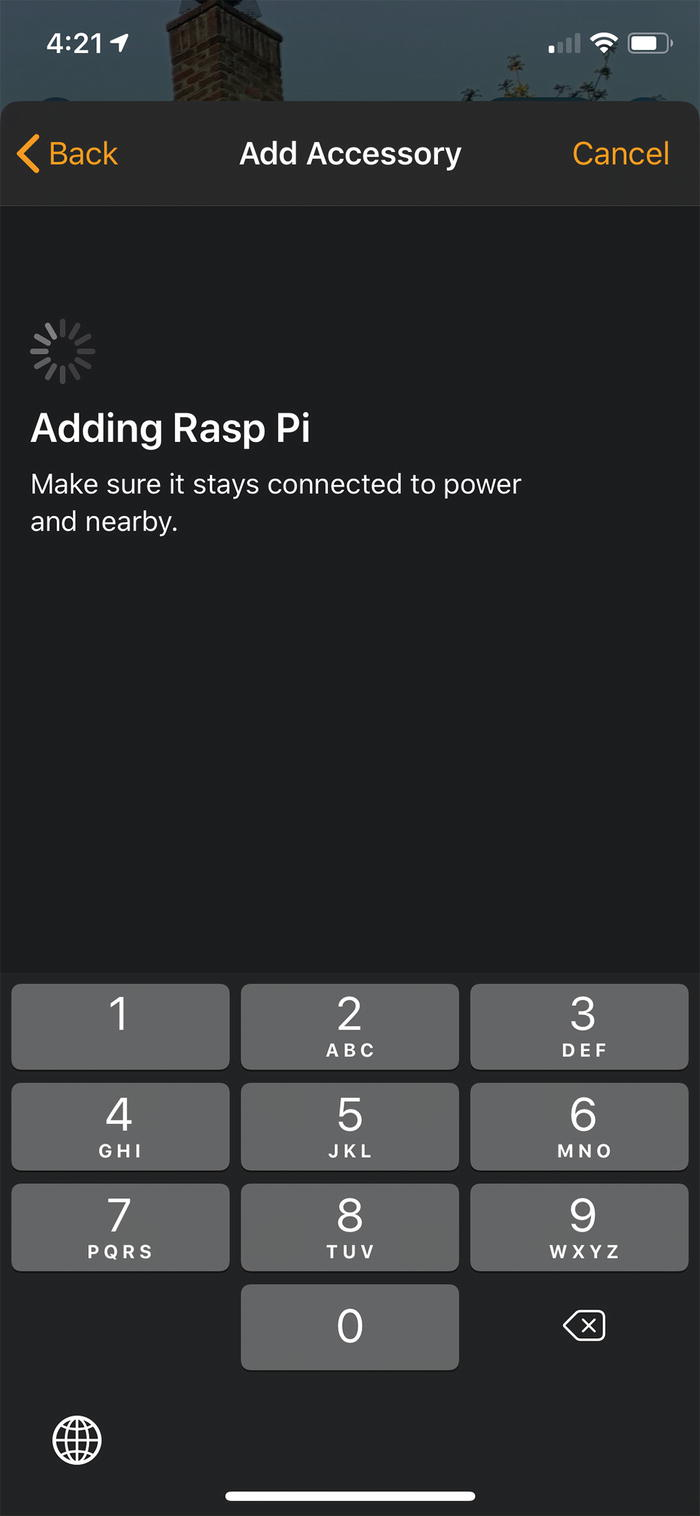 4:21
Back Add Accessory Cancel
Adding Rasp Pi
Make sure it stays connected to power
and nearby.
1 2 3
ABC DEF
4 5 6
GHI JKL MNO
7 8 9
PQRS TUV WXYZ
0